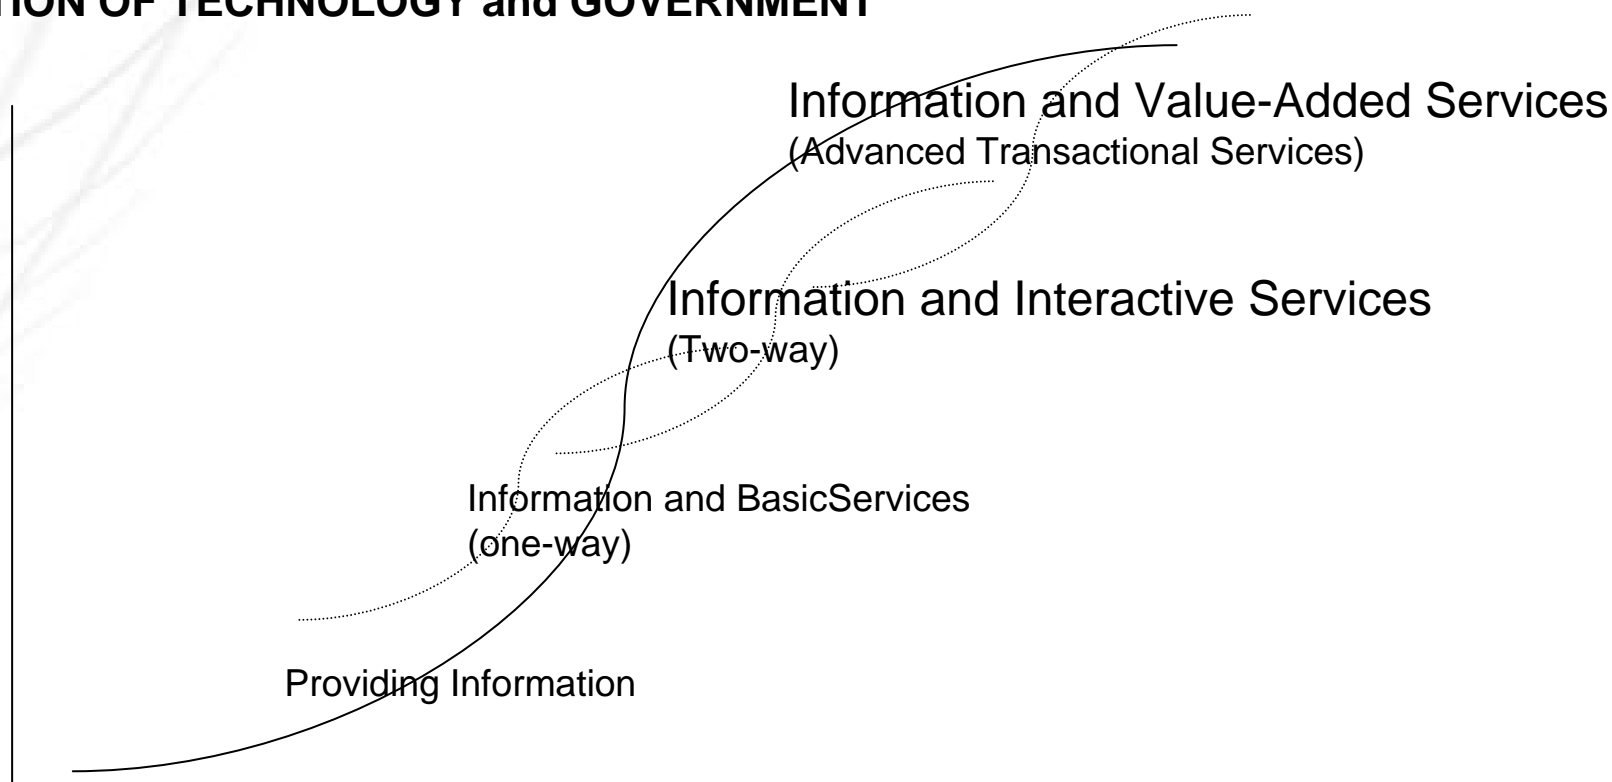 TION OF TECHNOLOGY and GOVERNMENT
Information and Value-Added Services
(Advanced Transactional Services)
Information and Interactive Services
(Two-way)
Information and BasicServices
(one-way)
Providing Information